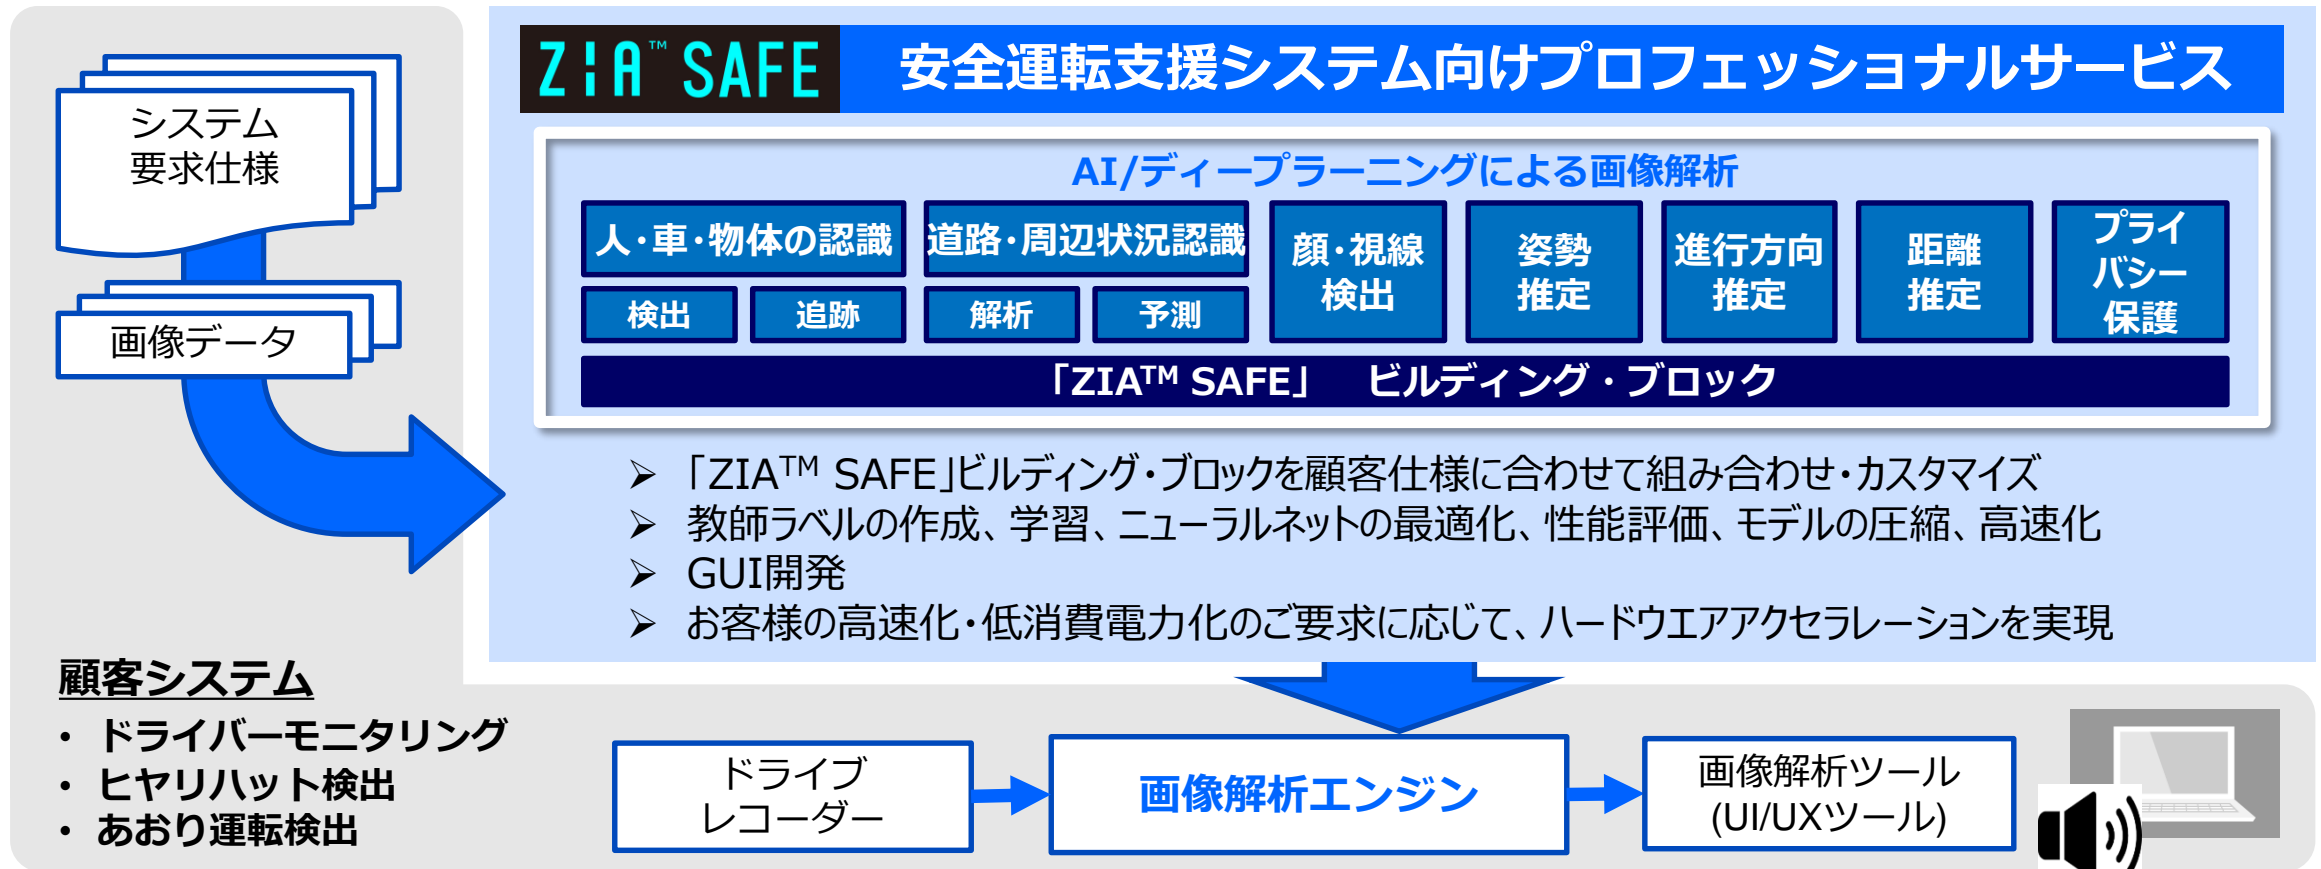 システム
要求仕様
画像データ
ZIA™ SAFE
安全運転支援システム向けプロフェッショナルサービス
AI/ディープラーニングによる画像解析
人・車・物体の認識
検出
追跡
道路・周辺状況認識
解析
予測
顔・視線
検出
姿勢
推定
進行方向
推定
距離
推定
プライ
バシー
保護
「ZIA™ SAFE」 ビルディング・ブロック
➢ 「ZIA™ SAFE」ビルディング・ブロックを顧客仕様に合わせて組み合わせ・カスタマイズ
➢ 教師ラベルの作成、学習、ニューラルネットの最適化、性能評価、モデルの圧縮、高速化
➢ GUI開発
➢ お客様の高速化・低消費電力化のご要求に応じて、ハードウエアアクセラレーションを実現
顧客システム
・ ドライバーモニタリング
・ ヒヤリハット検出
・ あおり運転検出
ドライブ
レコーダー
画像解析エンジン
画像解析ツール
(UI/UXツール)